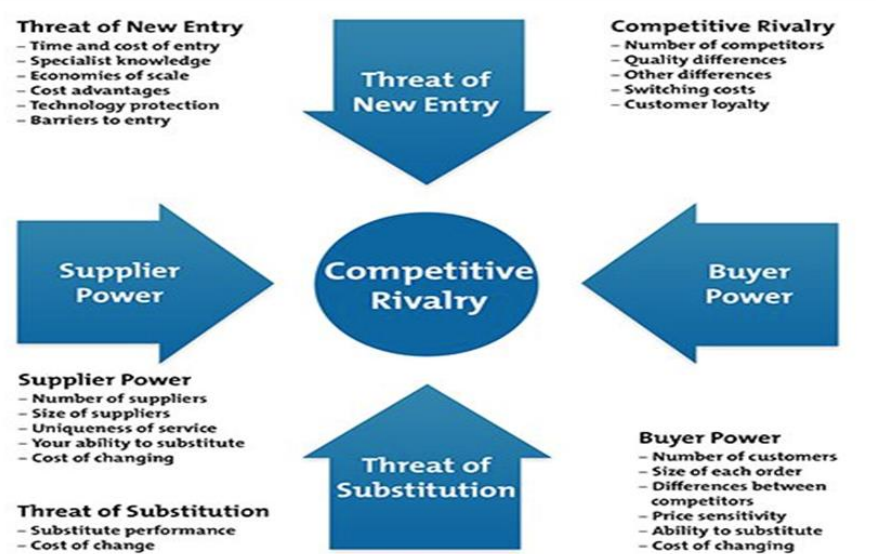 Threat of New Entry
– Time and cost of entry
– Specialist knowledge
– Economies of scale
– Cost advantages
– Technology protection
– Barriers to entry
Threat of
New Entry
Competitive Rivalry
– Number of competitors
– Quality differences
– Other differences
– Switching costs
– Customer loyalty
Supplier
Power
Competitive
Rivalry
Buyer
Power
Supplier Power
– Number of suppliers
– Size of suppliers
– Uniqueness of service
– Your ability to substitute
– Cost of changing
Threat of Substitution
– Substitute performance
– Cost of change
Threat of
Substitution
Buyer Power
– Number of customers
– Size of each order
– Differences between
competitors
– Price sensitivity
– Ability to substitute
– Cost of changing